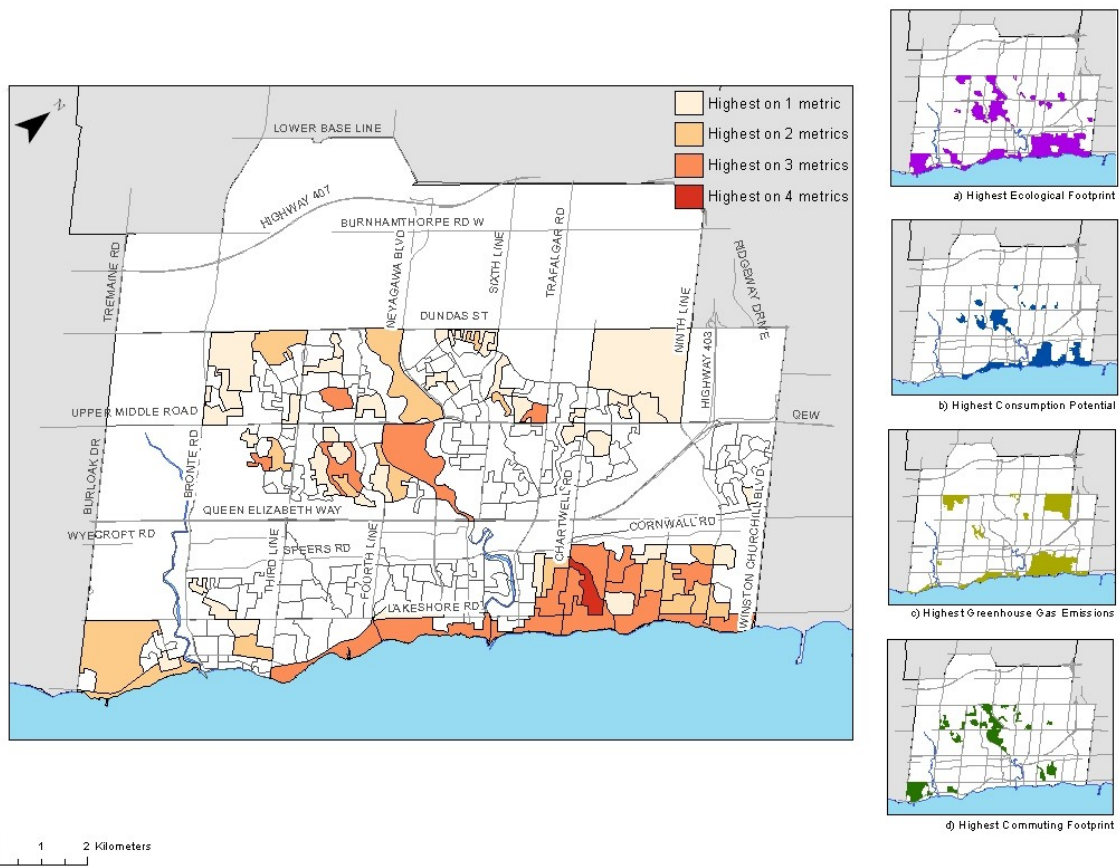 N
Highest on 1 metric
Highest on 2 metrics
Highest on 3 metrics
Highest on 4 metrics
LOWER BASE LINE
HIGHWAY 407
BURNHAMTHORPE RD W
TREMAINE RD
NEYAGAWA BLVD
SIXTH LINE
TRAFALGAR RD
NINTH LINE
RIDGEWAY DRIVE
HIGHWAY 403
DUNDAS ST
UPPER MIDDLE ROAD
QEW
BURLOAK DR
BRONTE RD
QUEEN ELIZABETH WAY
WYECROFT RD
SPEERS RD
THIRD LINE
FOURTH LINE
CHARTWELL RD
CORNWALL RD
WINSTON CHURCHILL BLVD
LAKESHORE RD
1 2 Kilometers
a) Highest Ecological Footprint
b) Highest Consumption Potential
c) Highest Greenhouse Gas Emissions
d) Highest Commuting Footprint